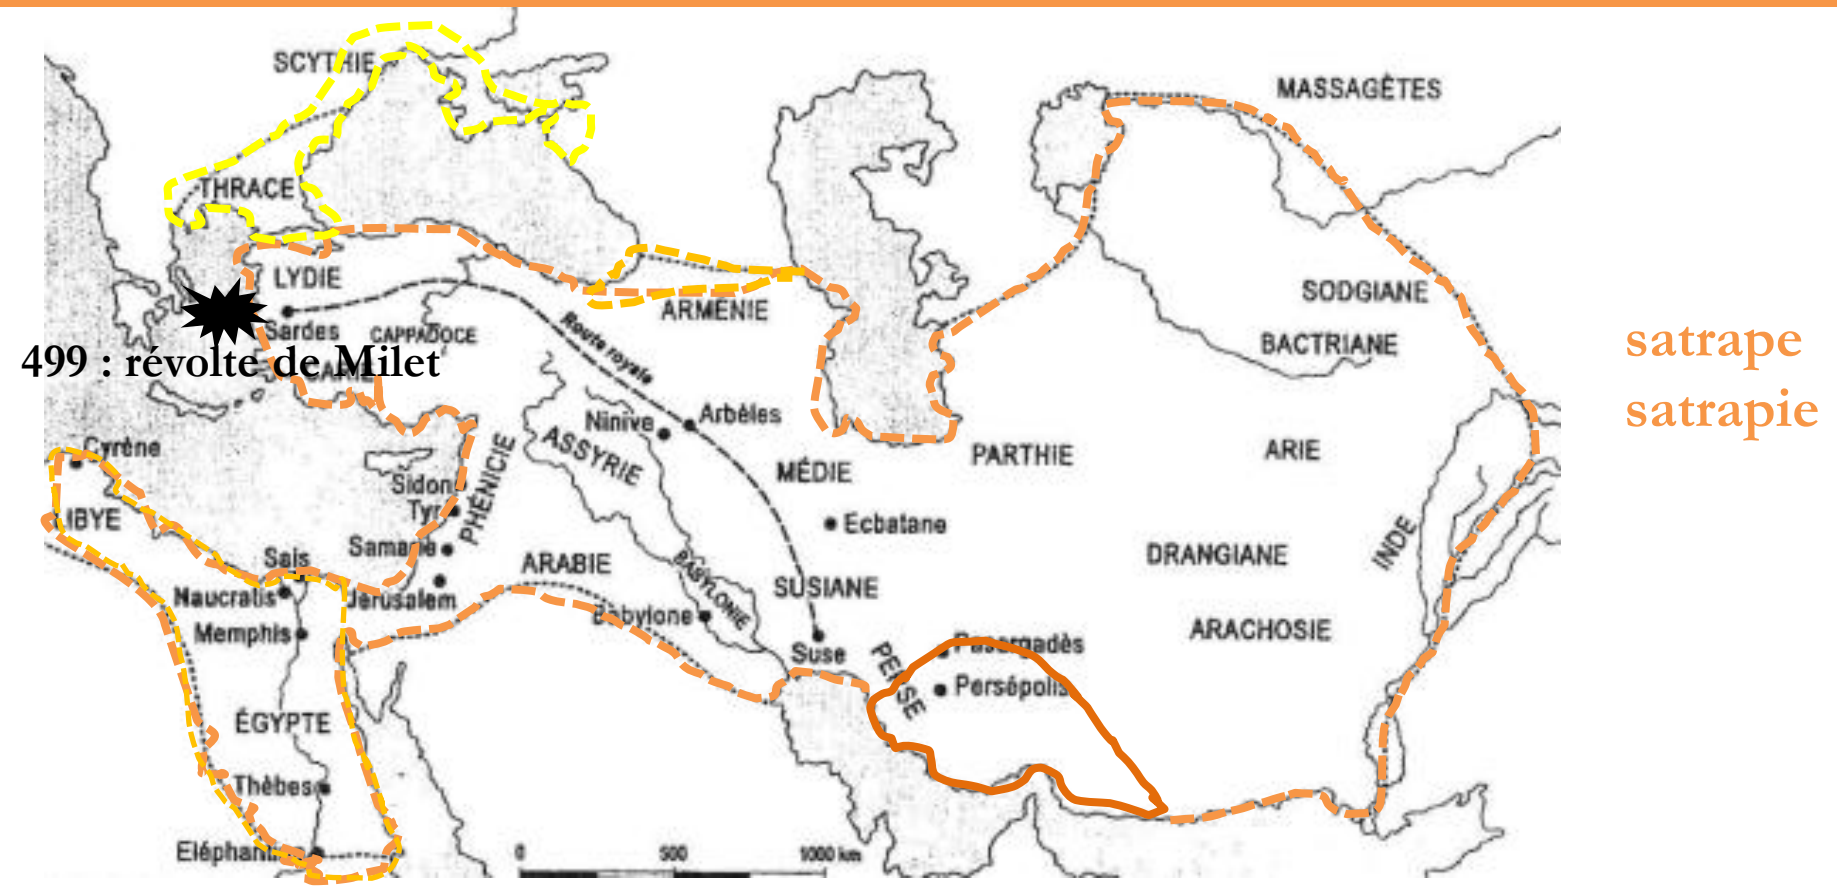 SCYTHIE
MASSAGÈTES
THRACE
LYDIE
SODGIANE
ARMÉNIE
Sardes
CAPPADOCE
Route royale
BACTRIANE
satrape
499 : révolte de Milet
satrapie
Ninive
Arbèles
Cyrène
ASSYRIE
PARTHIE
ARIE
MÉDIE
Sidon
PHÉNICIE
Tyr
IBYE
Ecbatane
INDE
Samarie
DRANGIANE
Sais
ARABIE
BABYLONIE
SUSIANE
Naucratis
Jérusalem
Babylone
Memphis
ARACHOSIE
Suse
PERSE
Pasargadès
Persépolis
ÉGYPTE
Thèbes
0 500 1000 km